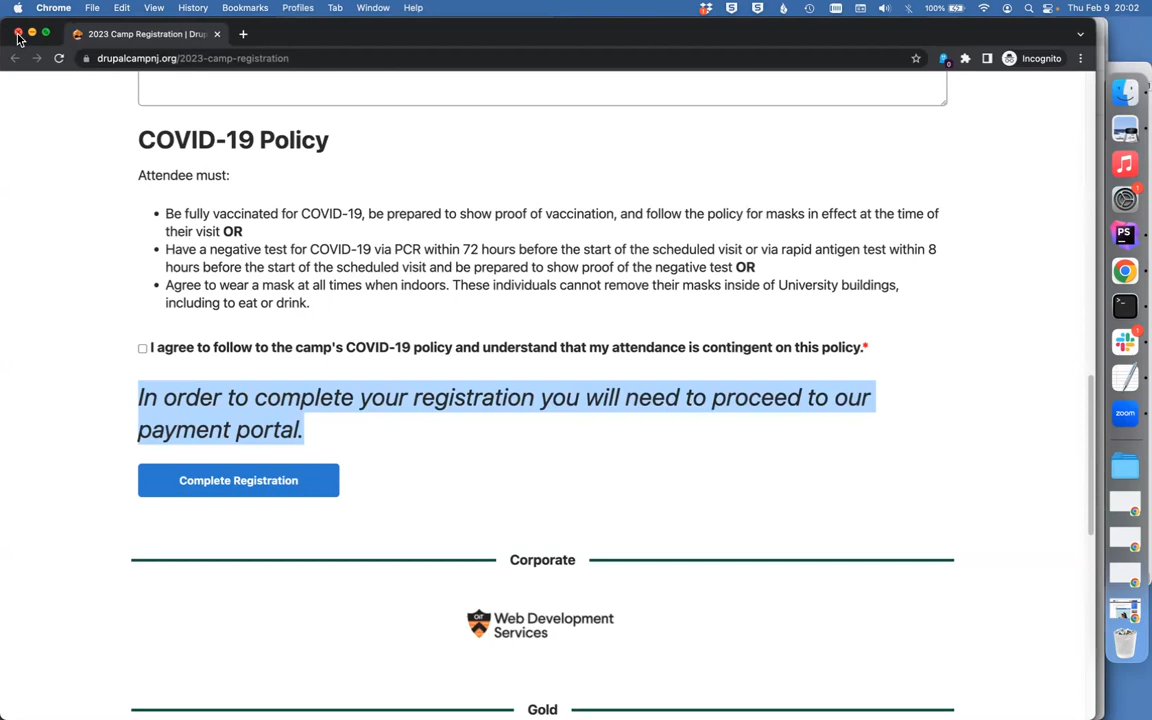 Chrome File Edit View History Bookmarks Profiles Tab Window Help 100% Thu Feb 9 20:02
2023 Camp Registration | Drup
drupalcampnj.org/2023-camp-registration Incognito
COVID-19 Policy
Attendee must:
• Be fully vaccinated for COVID-19, be prepared to show proof of vaccination, and follow the policy for masks in effect at the time of
their visit OR
• Have a negative test for COVID-19 via PCR within 72 hours before the start of the scheduled visit or via rapid antigen test within 8
hours before the start of the scheduled visit and be prepared to show proof of the negative test OR
• Agree to wear a mask at all times when indoors. These individuals cannot remove their masks inside of University buildings,
including to eat or drink.
I agree to follow to the camp's COVID-19 policy and understand that my attendance is contingent on this policy.*
In order to complete your registration you will need to proceed to our
payment portal.
Complete Registration
Corporate
OIT Web Development
Services
Gold
1
PS
1
zoom